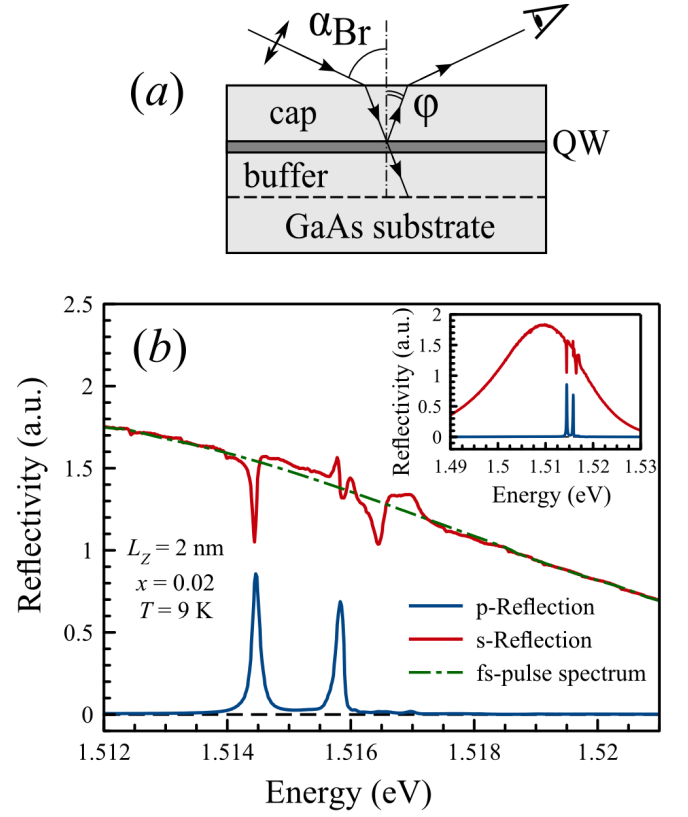 (a)
αBr
cap
φ
QW
buffer
GaAs substrate
(b)
Reflectivity (a.u.)
2.5
2
1.5
1
0.5
0
1.512
1.514
1.516
1.518
1.52
Energy (eV)
LZ = 2 nm
x = 0.02
T = 9 K
p-Reflection
s-Reflection
fs-pulse spectrum
Reflectivity (a.u.)
2
1.5
1
0.5
0
1.49
1.5
1.51
1.52
1.53
Energy (eV)